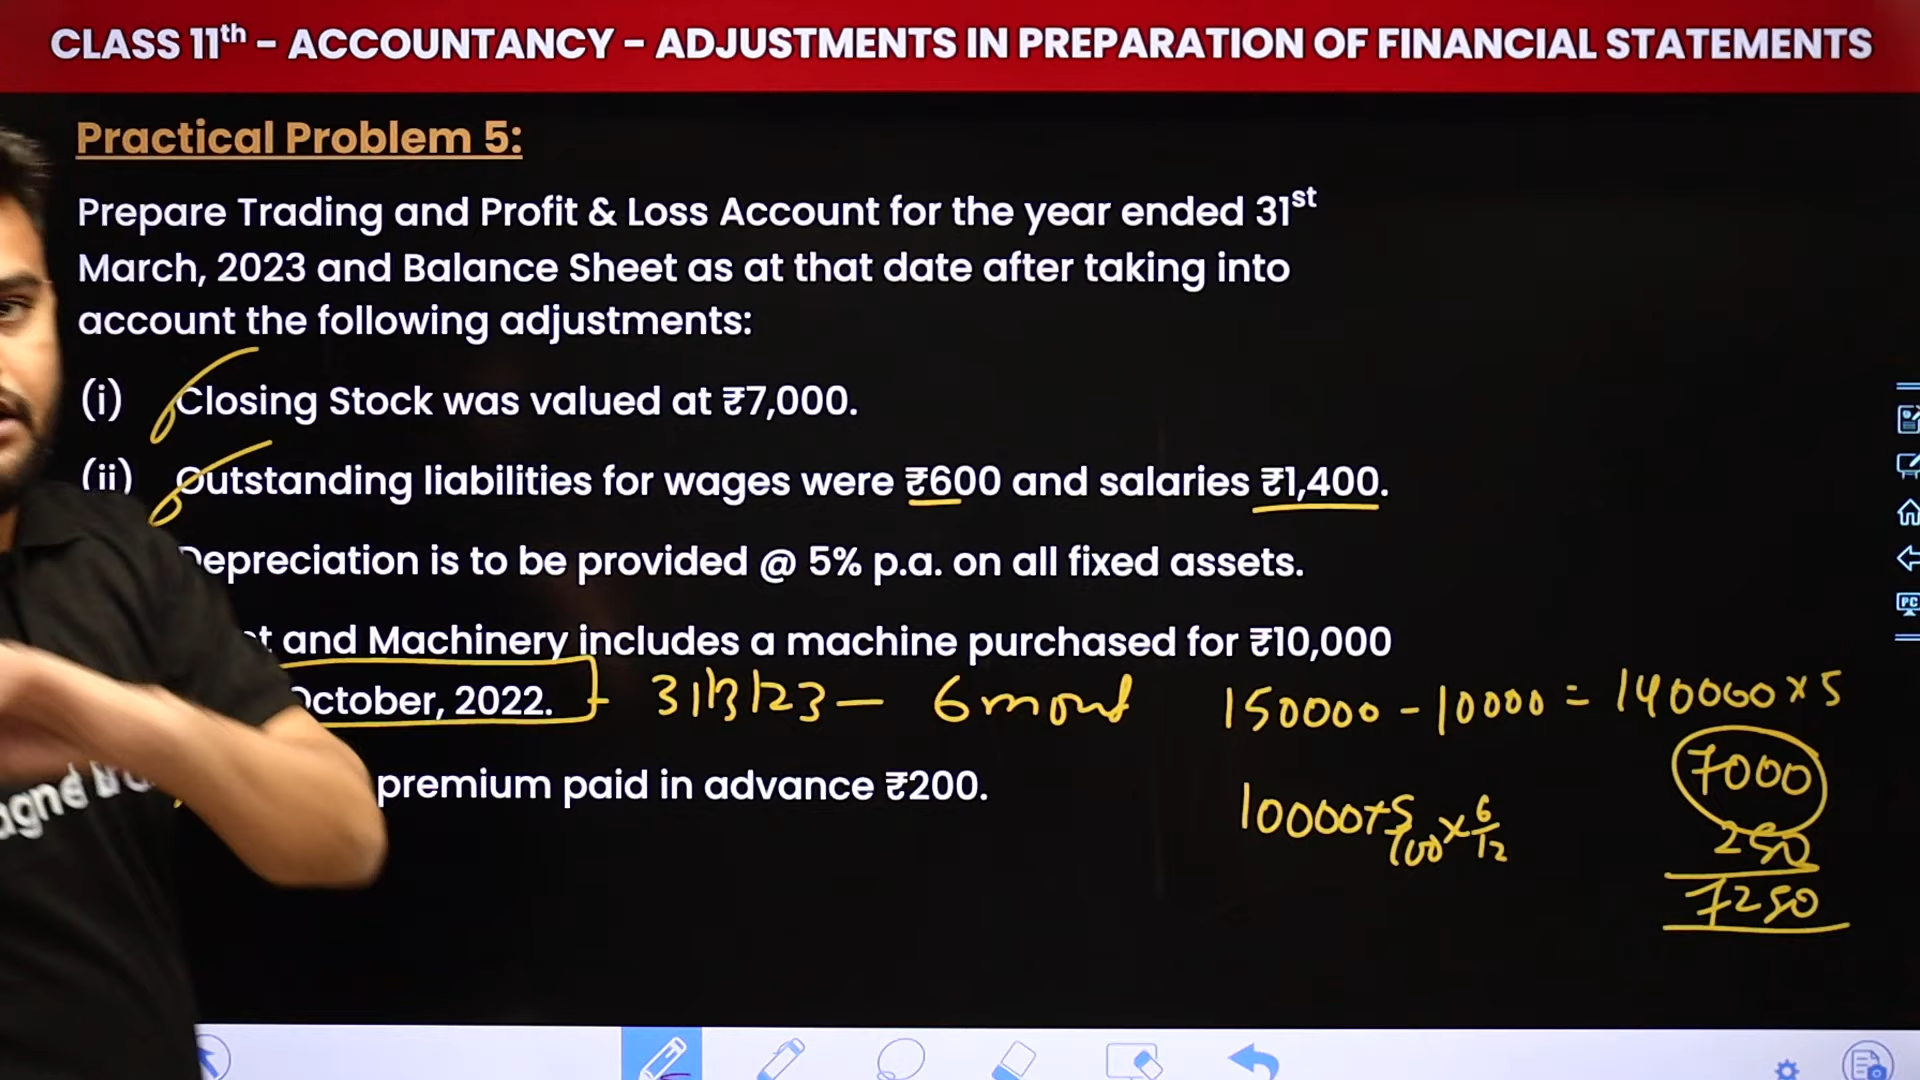 CLASS 11th - ACCOUNTANCY - ADJUSTMENTS IN PREPARATION OF FINANCIAL STATEMENTS
Practical Problem 5:
Prepare Trading and Profit & Loss Account for the year ended 31st
March, 2023 and Balance Sheet as at that date after taking into
account the following adjustments:
(i) Closing Stock was valued at ₹7,000.
(ii) Outstanding liabilities for wages were ₹600 and salaries ₹1,400.
Depreciation is to be provided @ 5% p.a. on all fixed assets.
and Machinery includes a machine purchased for ₹10,000
October, 2022. 31/3/23 - 6 mont 150000 - 10000 = 140000 × 5
7000
premium paid in advance ₹200.
10000 + 5/100 × 6/12
250
7250
PC